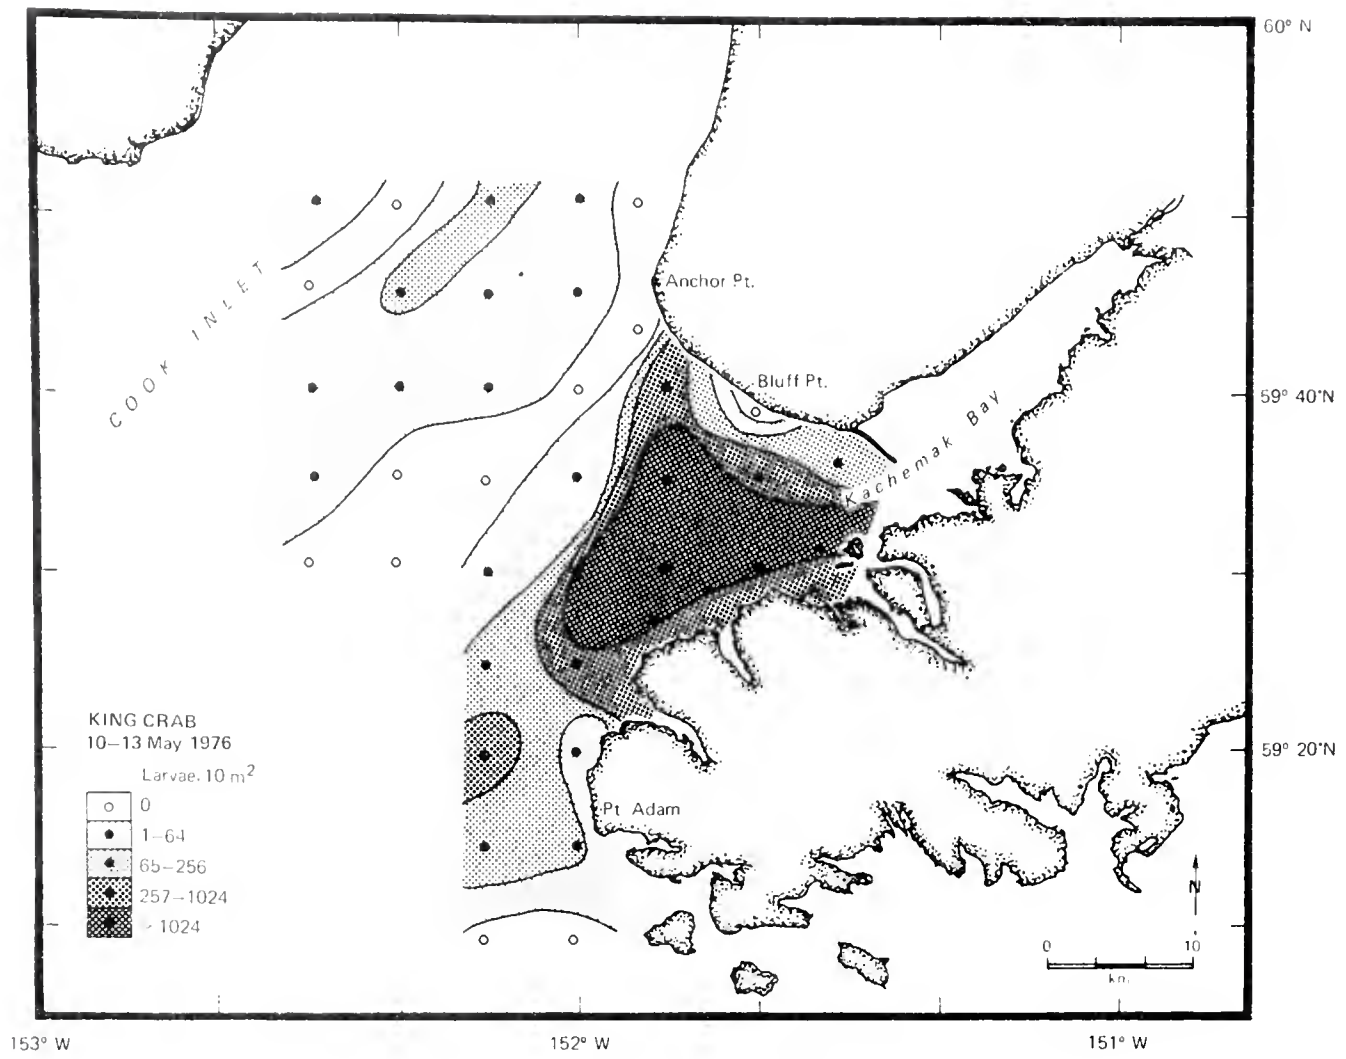 60° N
COOK INLET
Anchor Pt.
Bluff Pt.
59° 40'N
Kachemak Bay
KING CRAB
10–13 May 1976
Larvae. 10 m²
0
1–64
65–256
257–1024
> 1024
59° 20'N
Pt Adam
N
0 10
km.
153° W 152° W 151° W